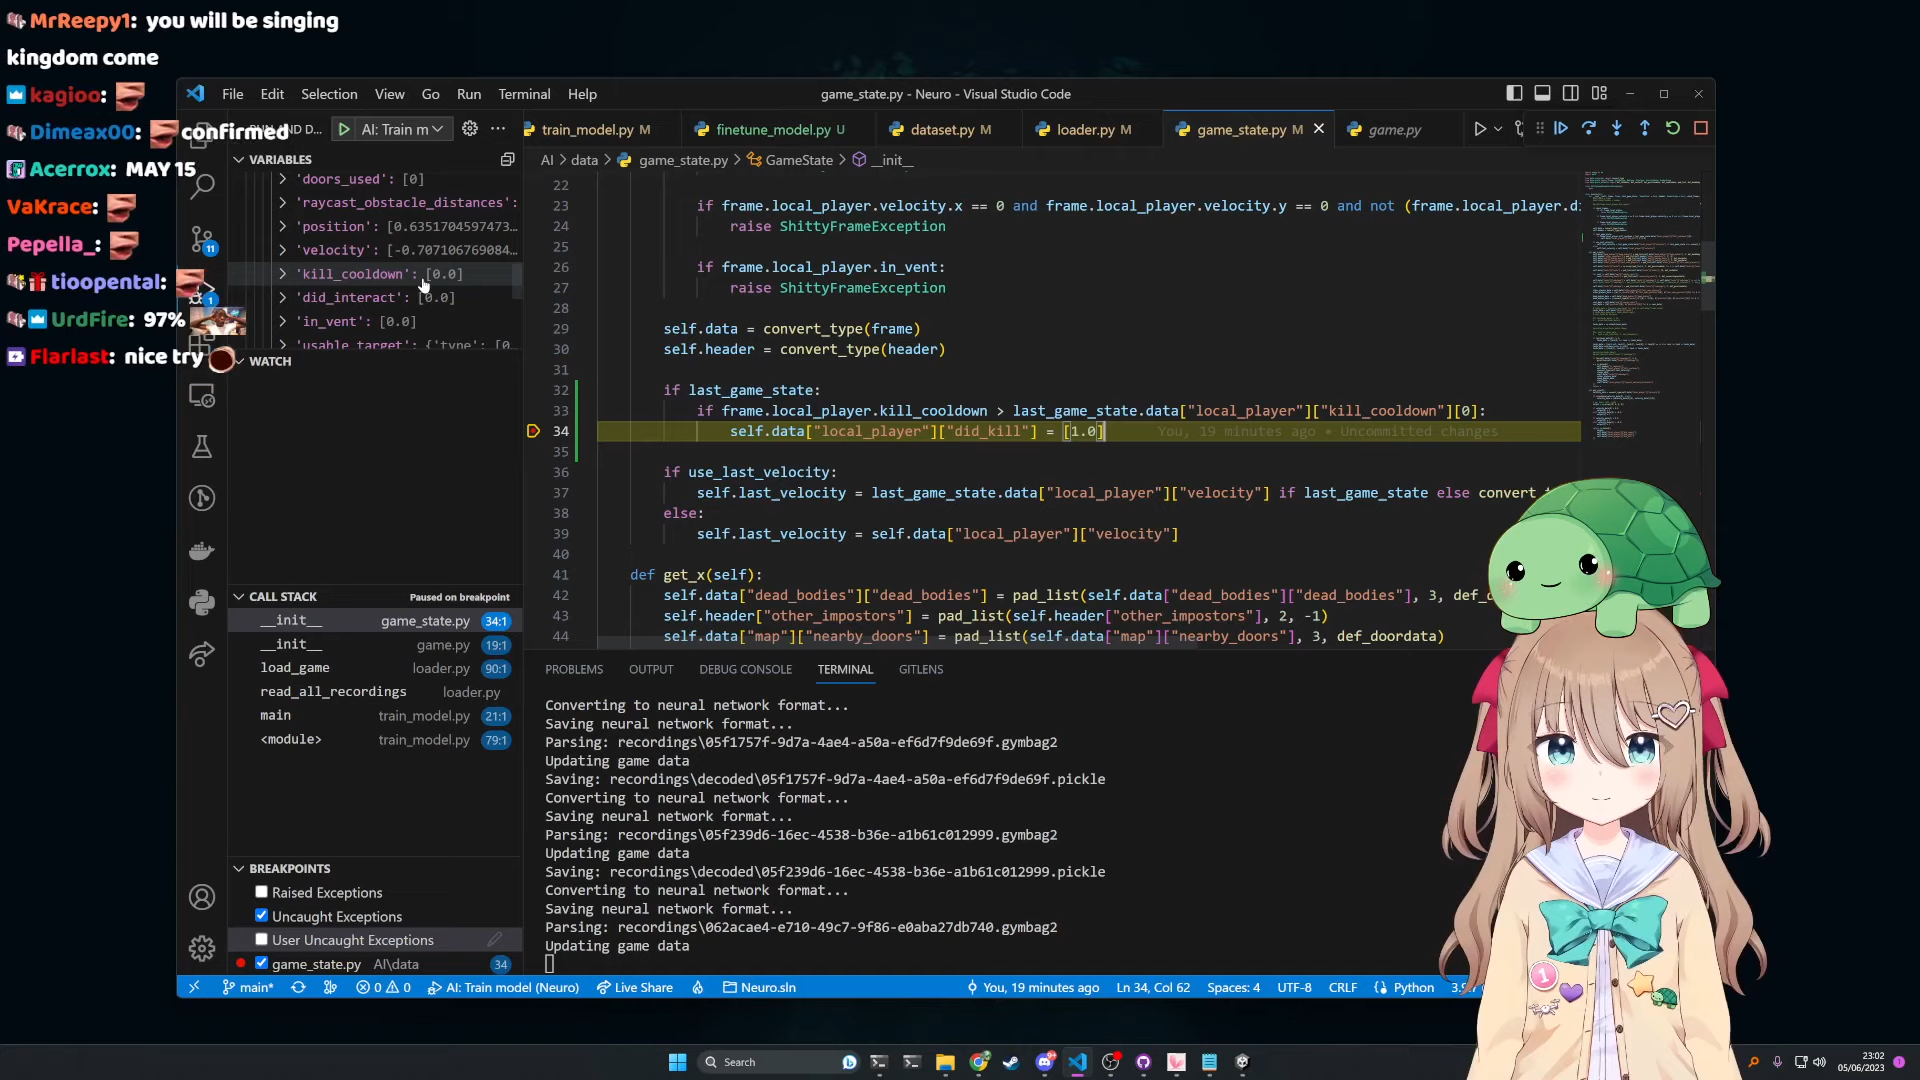 MrReepy1: you will be singing
kingdom come
kagioo:
Dimeax00: confirmed
Acerrox: MAY 15
VaKrace:
Pepella_:
tioopental:
UrdFire: 97%
Flarlast: nice try
File Edit Selection View Go Run Terminal Help
game_state.py - Neuro - Visual Studio Code
AI: Train m
train_model.py M
finetune_model.py U
dataset.py M
loader.py M
game_state.py M
game.py
AI > data > game_state.py > GameState > __init__
VARIABLES
'doors_used': [0]
'raycast_obstacle_distances':
'position': [0.6351704597473...
'velocity': [-0.707106769084...
'kill_cooldown': [0.0]
'did_interact': [0.0]
'in_vent': [0.0]
'usable_target': {'type': [0
WATCH
22
23 if frame.local_player.velocity.x == 0 and frame.local_player.velocity.y == 0 and not (frame.local_player.di
24 raise ShittyFrameException
25
26 if frame.local_player.in_vent:
27 raise ShittyFrameException
28
29 self.data = convert_type(frame)
30 self.header = convert_type(header)
31
32 if last_game_state:
33 if frame.local_player.kill_cooldown > last_game_state.data["local_player"]["kill_cooldown"][0]:
34 self.data["local_player"]["did_kill"] = [1.0] You, 19 minutes ago • Uncommitted changes
35
36 if use_last_velocity:
37 self.last_velocity = last_game_state.data["local_player"]["velocity"] if last_game_state else convert_t
38 else:
39 self.last_velocity = self.data["local_player"]["velocity"]
40
41 def get_x(self):
42 self.data["dead_bodies"]["dead_bodies"] = pad_list(self.data["dead_bodies"]["dead_bodies"], 3, def_d
43 self.header["other_impostors"] = pad_list(self.header["other_impostors"], 2, -1)
44 self.data["map"]["nearby_doors"] = pad_list(self.data["map"]["nearby_doors"], 3, def_doordata)
CALL STACK Paused on breakpoint
__init__ game_state.py 34:1
__init__ game.py 19:1
load_game loader.py 90:1
read_all_recordings loader.py
main train_model.py 21:1
<module> train_model.py 79:1
BREAKPOINTS
Raised Exceptions
Uncaught Exceptions
User Uncaught Exceptions
game_state.py AI\data 34
PROBLEMS OUTPUT DEBUG CONSOLE TERMINAL GITLENS
Converting to neural network format...
Saving neural network format...
Parsing: recordings\05f1757f-9d7a-4ae4-a50a-ef6d7f9de69f.gymbag2
Updating game data
Saving: recordings\decoded\05f1757f-9d7a-4ae4-a50a-ef6d7f9de69f.pickle
Converting to neural network format...
Saving neural network format...
Parsing: recordings\05f239d6-16ec-4538-b36e-a1b61c012999.gymbag2
Updating game data
Saving: recordings\decoded\05f239d6-16ec-4538-b36e-a1b61c012999.pickle
Converting to neural network format...
Saving neural network format...
Parsing: recordings\062acae4-e710-49c7-9f86-e0aba27db740.gymbag2
Updating game data
main* 0 0 AI: Train model (Neuro) Live Share Neuro.sln You, 19 minutes ago Ln 34, Col 62 Spaces: 4 UTF-8 CRLF Python
Search
23:02
05/06/2023